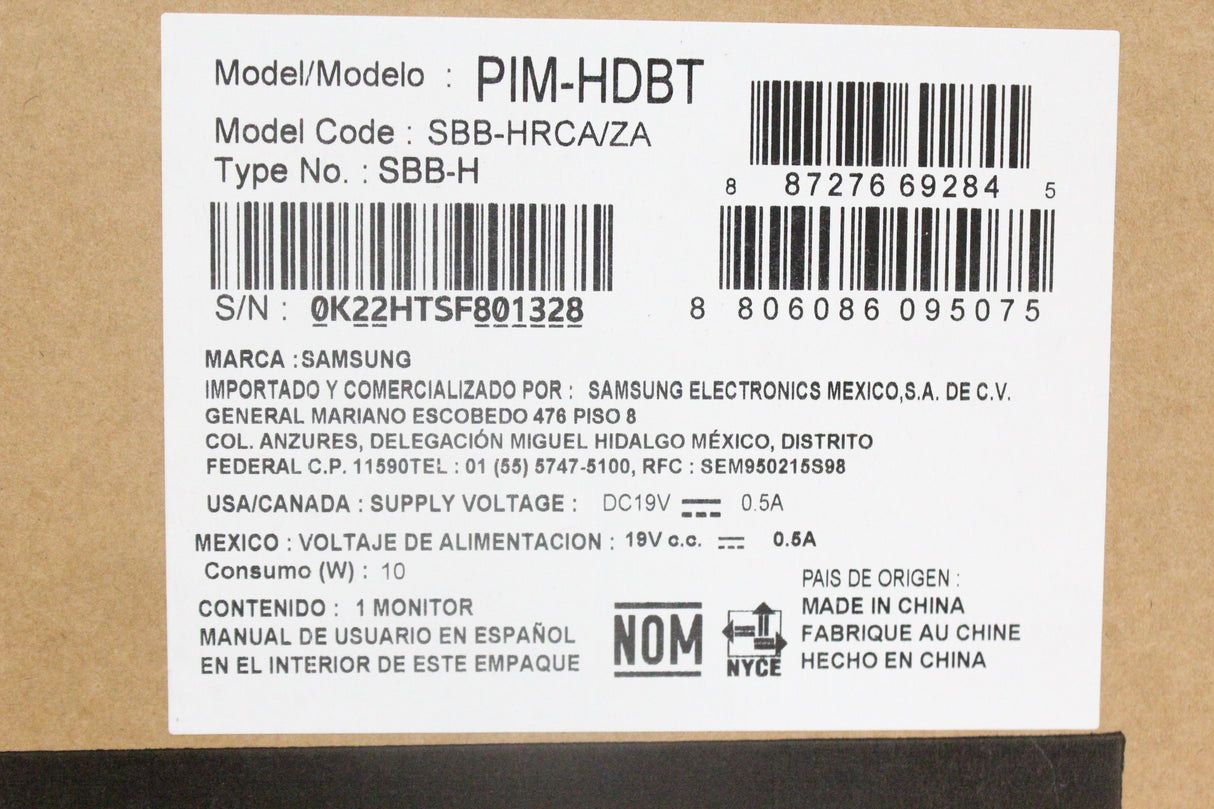 Model/Modelo : PIM-HDBT
Model Code : SBB-HRCA/ZA
Type No. : SBB-H
8 87276 69284 5
S/N : 0K22HTSF801328
8 806086 095075
MARCA : SAMSUNG
IMPORTADO Y COMERCIALIZADO POR : SAMSUNG ELECTRONICS MEXICO,S.A. DE C.V.
GENERAL MARIANO ESCOBEDO 476 PISO 8
COL. ANZURES, DELEGACIÓN MIGUEL HIDALGO MÉXICO, DISTRITO
FEDERAL C.P. 11590TEL : 01 (55) 5747-5100, RFC : SEM950215S98
USA/CANADA : SUPPLY VOLTAGE : DC19V 0.5A
MEXICO : VOLTAJE DE ALIMENTACION : 19V c.c. 0.5A
Consumo (W) : 10
CONTENIDO : 1 MONITOR
MANUAL DE USUARIO EN ESPAÑOL
EN EL INTERIOR DE ESTE EMPAQUE
NOM
NYCE
PAIS DE ORIGEN :
MADE IN CHINA
FABRIQUE AU CHINE
HECHO EN CHINA